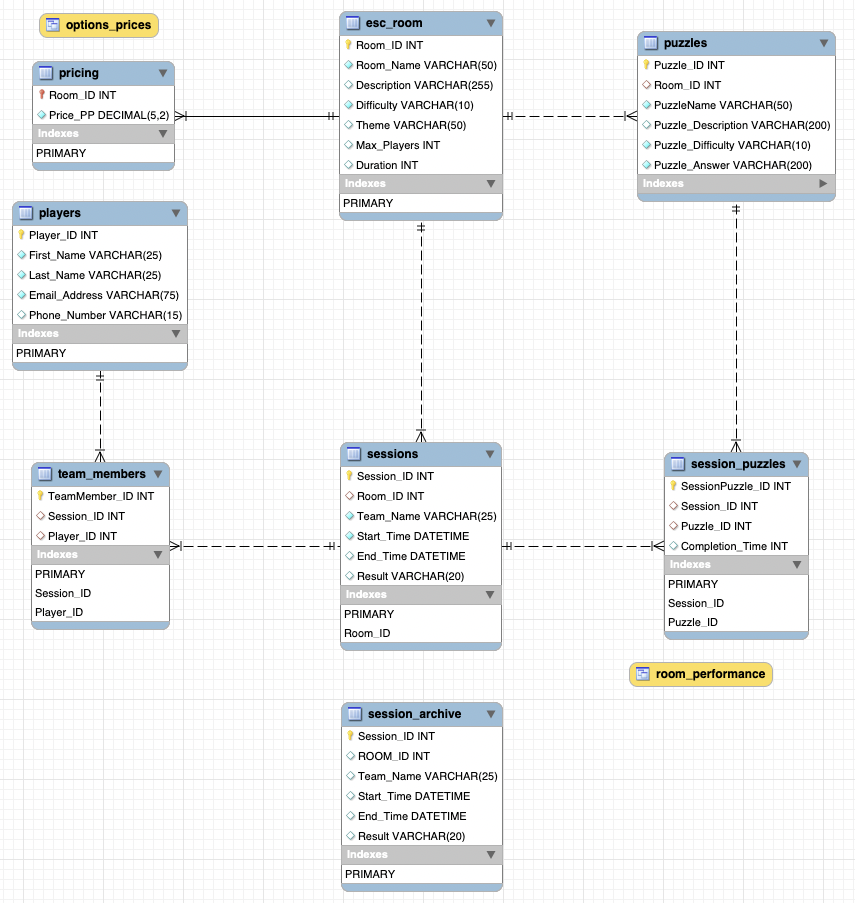 options_prices
pricing
Room_ID INT
Price_PP DECIMAL(5,2)
Indexes
PRIMARY
esc_room
Room_ID INT
Room_Name VARCHAR(50)
Description VARCHAR(255)
Difficulty VARCHAR(10)
Theme VARCHAR(50)
Max_Players INT
Duration INT
Indexes
PRIMARY
puzzles
Puzzle_ID INT
Room_ID INT
PuzzleName VARCHAR(50)
Puzzle_Description VARCHAR(200)
Puzzle_Difficulty VARCHAR(10)
Puzzle_Answer VARCHAR(200)
Indexes
players
Player_ID INT
First_Name VARCHAR(25)
Last_Name VARCHAR(25)
Email_Address VARCHAR(75)
Phone_Number VARCHAR(15)
Indexes
PRIMARY
team_members
TeamMember_ID INT
Session_ID INT
Player_ID INT
Indexes
PRIMARY
Session_ID
Player_ID
sessions
Session_ID INT
Room_ID INT
Team_Name VARCHAR(25)
Start_Time DATETIME
End_Time DATETIME
Result VARCHAR(20)
Indexes
PRIMARY
Room_ID
session_puzzles
SessionPuzzle_ID INT
Session_ID INT
Puzzle_ID INT
Completion_Time INT
Indexes
PRIMARY
Session_ID
Puzzle_ID
room_performance
session_archive
Session_ID INT
ROOM_ID INT
Team_Name VARCHAR(25)
Start_Time DATETIME
End_Time DATETIME
Result VARCHAR(20)
Indexes
PRIMARY